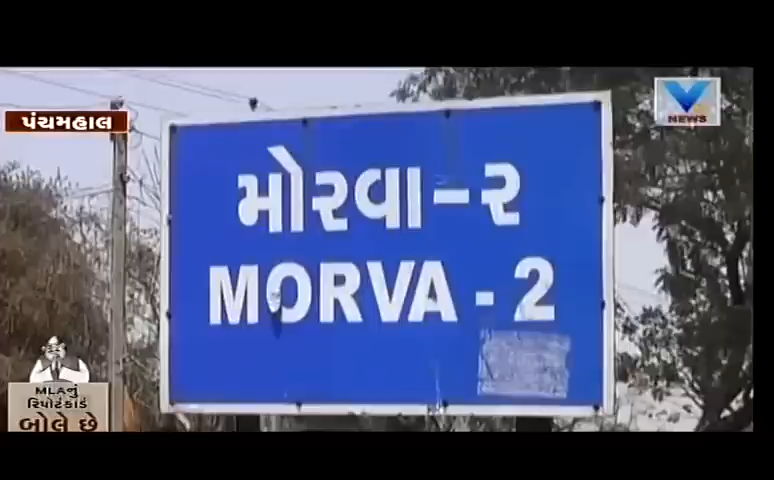 પંચમહાલ
NEWS
મોરવા-૨
MORVA - 2
MLAનું
રિપોર્ટકાર્ડ
બોલે છે